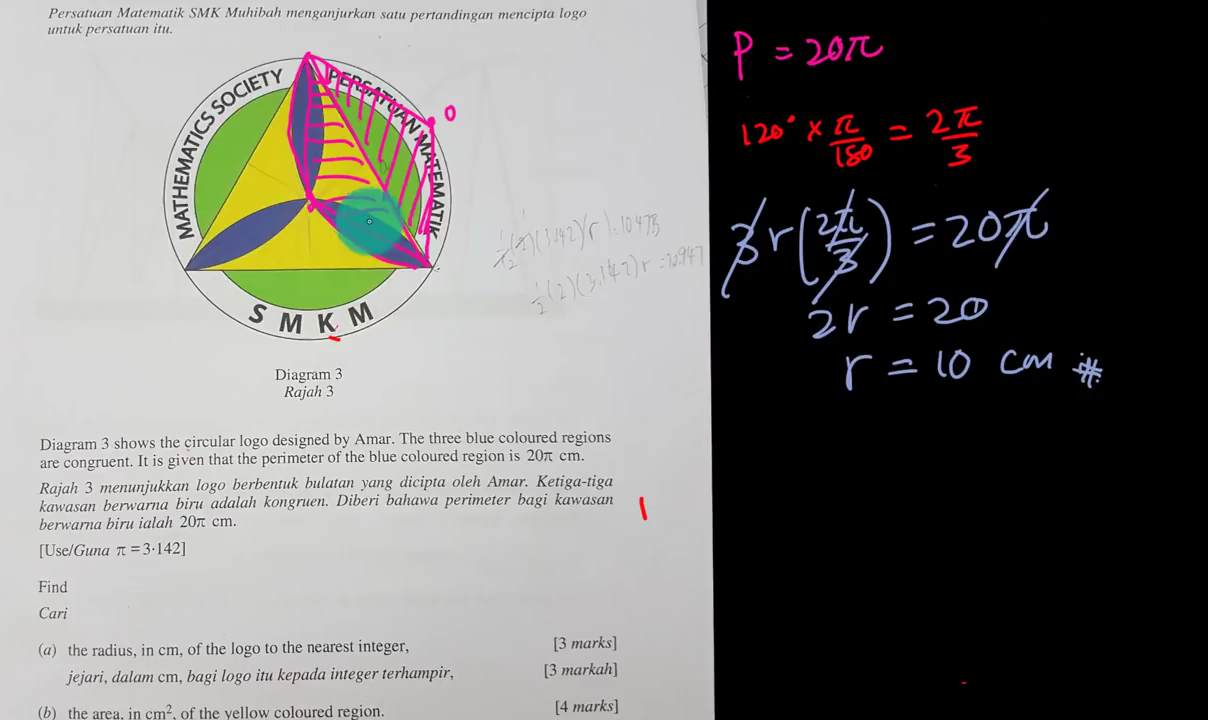 Persatuan Matematik SMK Muhibah menganjurkan satu pertandingan mencipta logo
untuk persatuan itu.
MATHEMATICS SOCIETY
PERSATUAN MATEMATIK
SMKM
O
Diagram 3
Rajah 3
Diagram 3 shows the circular logo designed by Amar. The three blue coloured regions
are congruent. It is given that the perimeter of the blue coloured region is 20π cm.
Rajah 3 menunjukkan logo berbentuk bulatan yang dicipta oleh Amar. Ketiga-tiga
kawasan berwarna biru adalah kongruen. Diberi bahawa perimeter bagi kawasan
berwarna biru ialah 20π cm.
[Use/Guna π = 3·142]
Find
Cari
(a) the radius, in cm, of the logo to the nearest integer, [3 marks]
jejari, dalam cm, bagi logo itu kepada integer terhampir, [3 markah]
(b) the area, in cm², of the yellow coloured region. [4 marks]
P = 20π
120° × π/180 = 2π/3
3r(2π/3) = 20π
2r = 20
r = 10 cm #